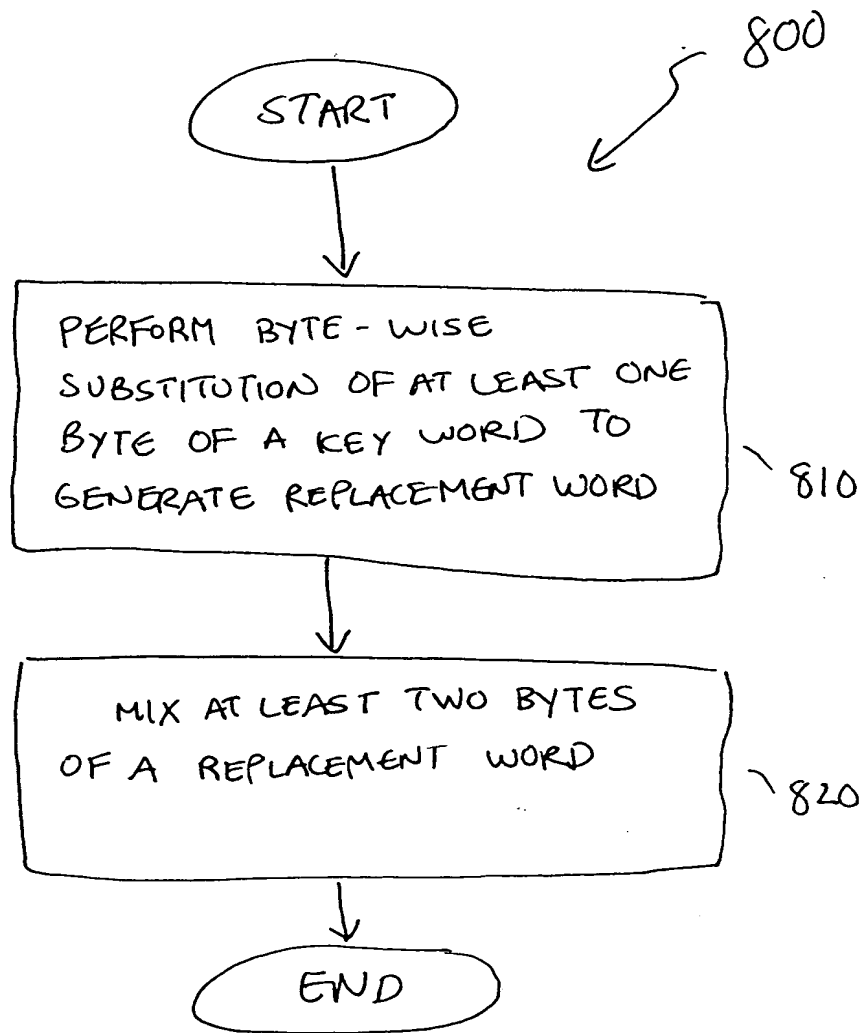 800
START
PERFORM BYTE-WISE
SUBSTITUTION OF AT LEAST ONE
BYTE OF A KEY WORD TO
GENERATE REPLACEMENT WORD
810
MIX AT LEAST TWO BYTES
OF A REPLACEMENT WORD
820
END